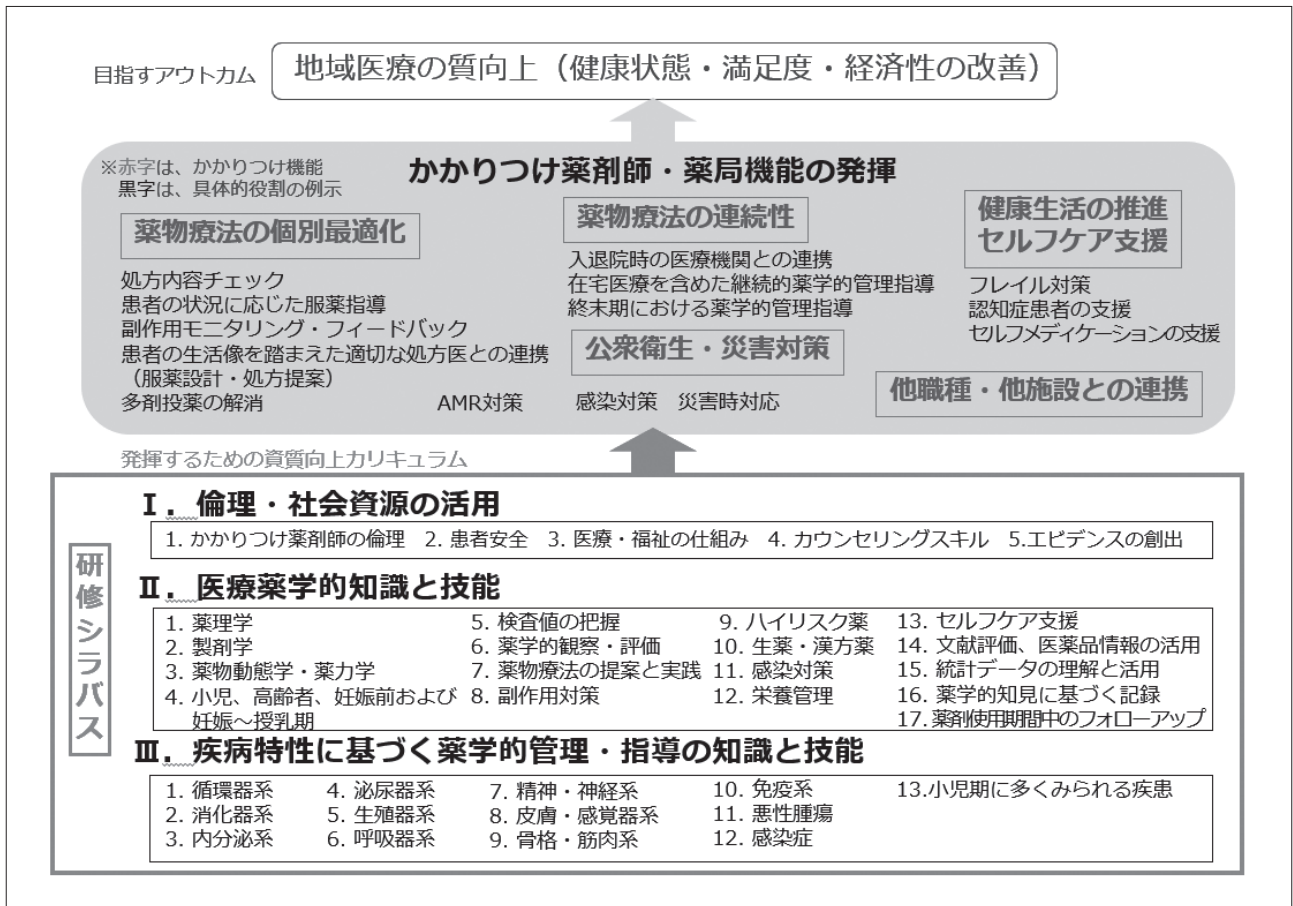 目指すアウトカム 地域医療の質向上（健康状態・満足度・経済性の改善）
※赤字は、かかりつけ機能
黒字は、具体的役割の例示
かかりつけ薬剤師・薬局機能の発揮
薬物療法の個別最適化
処方内容チェック
患者の状況に応じた服薬指導
副作用モニタリング・フィードバック
患者の生活像を踏まえた適切な処方医との連携
（服薬設計・処方提案）
多剤投薬の解消
AMR対策
薬物療法の連続性
入退院時の医療機関との連携
在宅医療を含めた継続的薬学的管理指導
終末期における薬学的管理指導
公衆衛生・災害対策
感染対策 災害時対応
健康生活の推進
セルフケア支援
フレイル対策
認知症患者の支援
セルフメディケーションの支援
他職種・他施設との連携
発揮するための資質向上カリキュラム
研修シラバス
Ⅰ．倫理・社会資源の活用
1. かかりつけ薬剤師の倫理 2. 患者安全 3. 医療・福祉の仕組み 4. カウンセリングスキル 5.エビデンスの創出
Ⅱ．医療薬学的知識と技能
1. 薬理学
2. 製剤学
3. 薬物動態学・薬力学
4. 小児、高齢者、妊娠前および
妊娠～授乳期
5. 検査値の把握
6. 薬学的観察・評価
7. 薬物療法の提案と実践
8. 副作用対策
9. ハイリスク薬
10. 生薬・漢方薬
11. 感染対策
12. 栄養管理
13. セルフケア支援
14. 文献評価、医薬品情報の活用
15. 統計データの理解と活用
16. 薬学的知見に基づく記録
17. 薬剤使用期間中のフォローアップ
Ⅲ．疾病特性に基づく薬学的管理・指導の知識と技能
1. 循環器系
2. 消化器系
3. 内分泌系
4. 泌尿器系
5. 生殖器系
6. 呼吸器系
7. 精神・神経系
8. 皮膚・感覚器系
9. 骨格・筋肉系
10. 免疫系
11. 悪性腫瘍
12. 感染症
13.小児期に多くみられる疾患